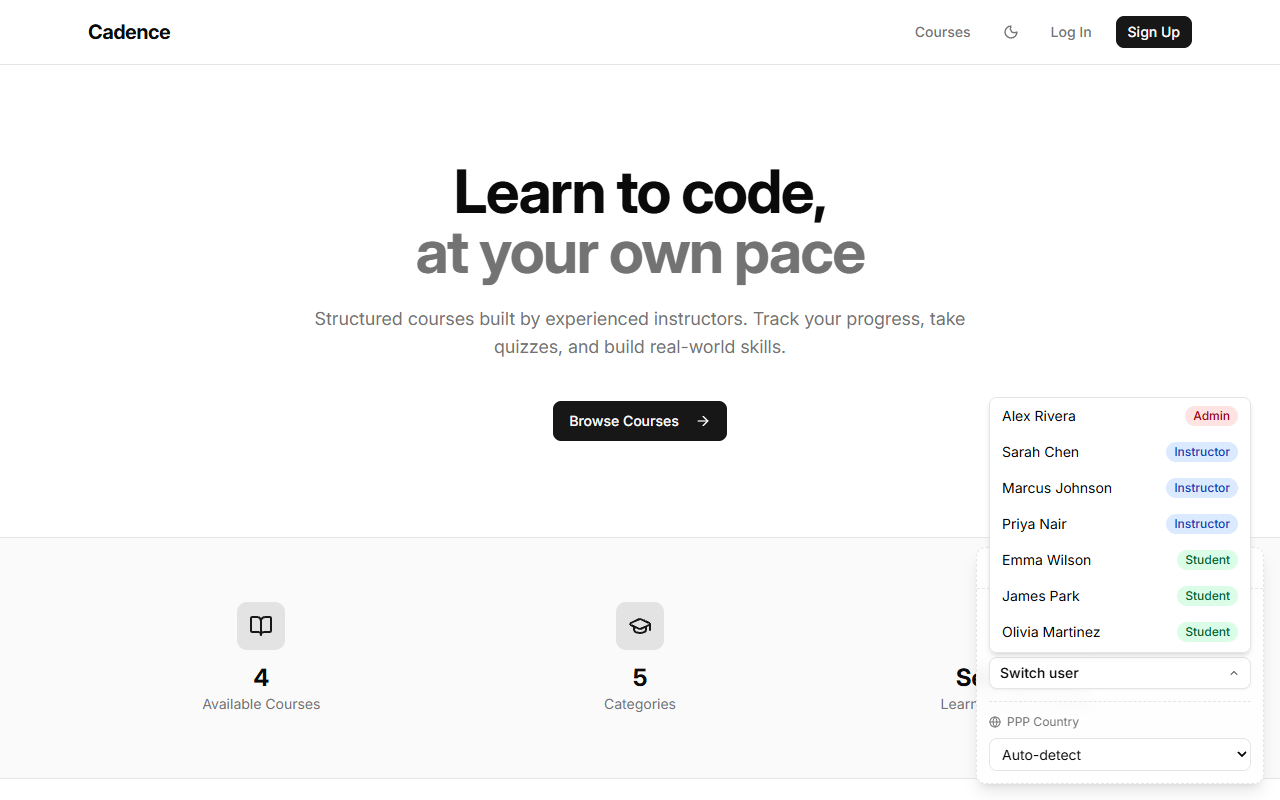 Cadence
Courses
Log In
Sign Up
Learn to code,
at your own pace
Structured courses built by experienced instructors. Track your progress, take
quizzes, and build real-world skills.
Browse Courses
4
Available Courses
5
Categories
Alex Rivera Admin
Sarah Chen Instructor
Marcus Johnson Instructor
Priya Nair Instructor
Emma Wilson Student
James Park Student
Olivia Martinez Student
Switch user
PPP Country
Auto-detect